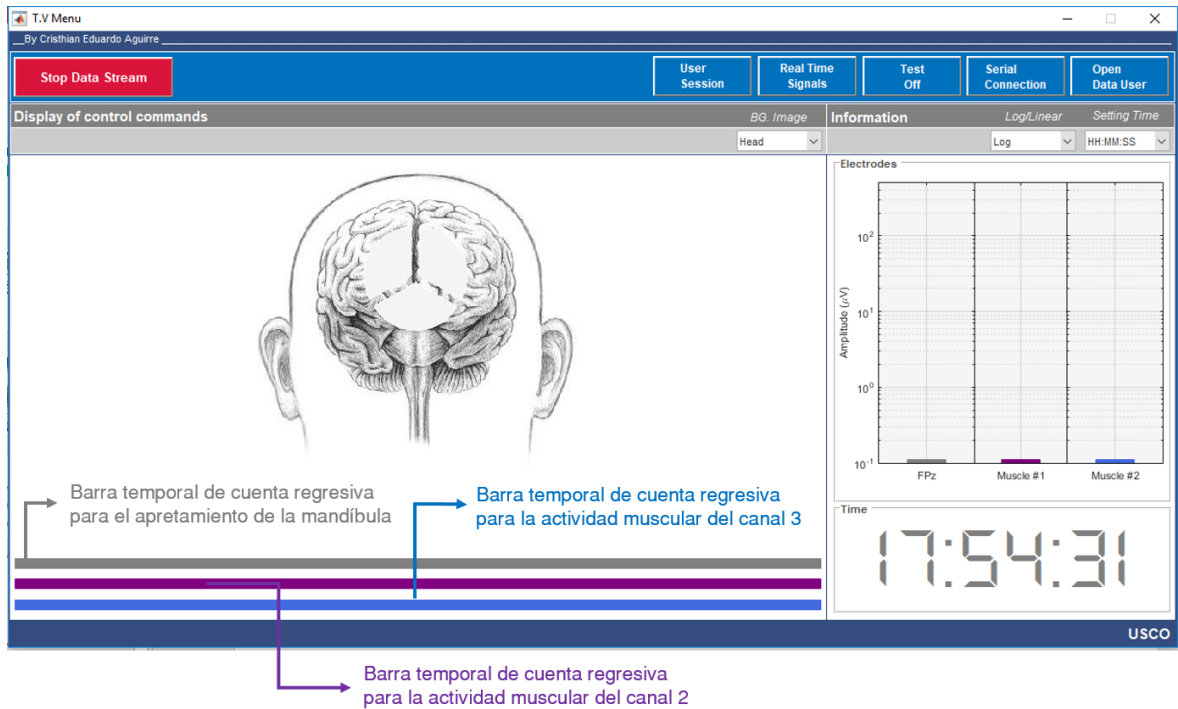 T.V Menu
__By Cristhian Eduardo Aguirre
Stop Data Stream
User
Session
Real Time
Signals
Test
Off
Serial
Connection
Open
Data User
Display of control commands
BG. Image
Information
Log/Linear
Setting Time
Head
Log
HH:MM:SS
Electrodes
Amplitude (μV)
10²
10¹
10⁰
10⁻¹
FPz
Muscle #1
Muscle #2
Barra temporal de cuenta regresiva
para el apretamiento de la mandíbula
Barra temporal de cuenta regresiva
para la actividad muscular del canal 3
Time
17:54:31
USCO
Barra temporal de cuenta regresiva
para la actividad muscular del canal 2